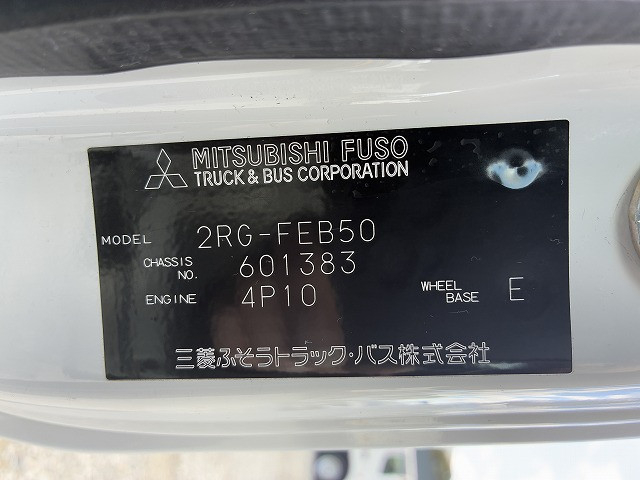 MITSUBISHI FUSO
TRUCK & BUS CORPORATION
MODEL 2RG-FEB50
CHASSIS NO. 601383
ENGINE 4P10 WHEEL BASE E
三菱ふそうトラック・バス株式会社